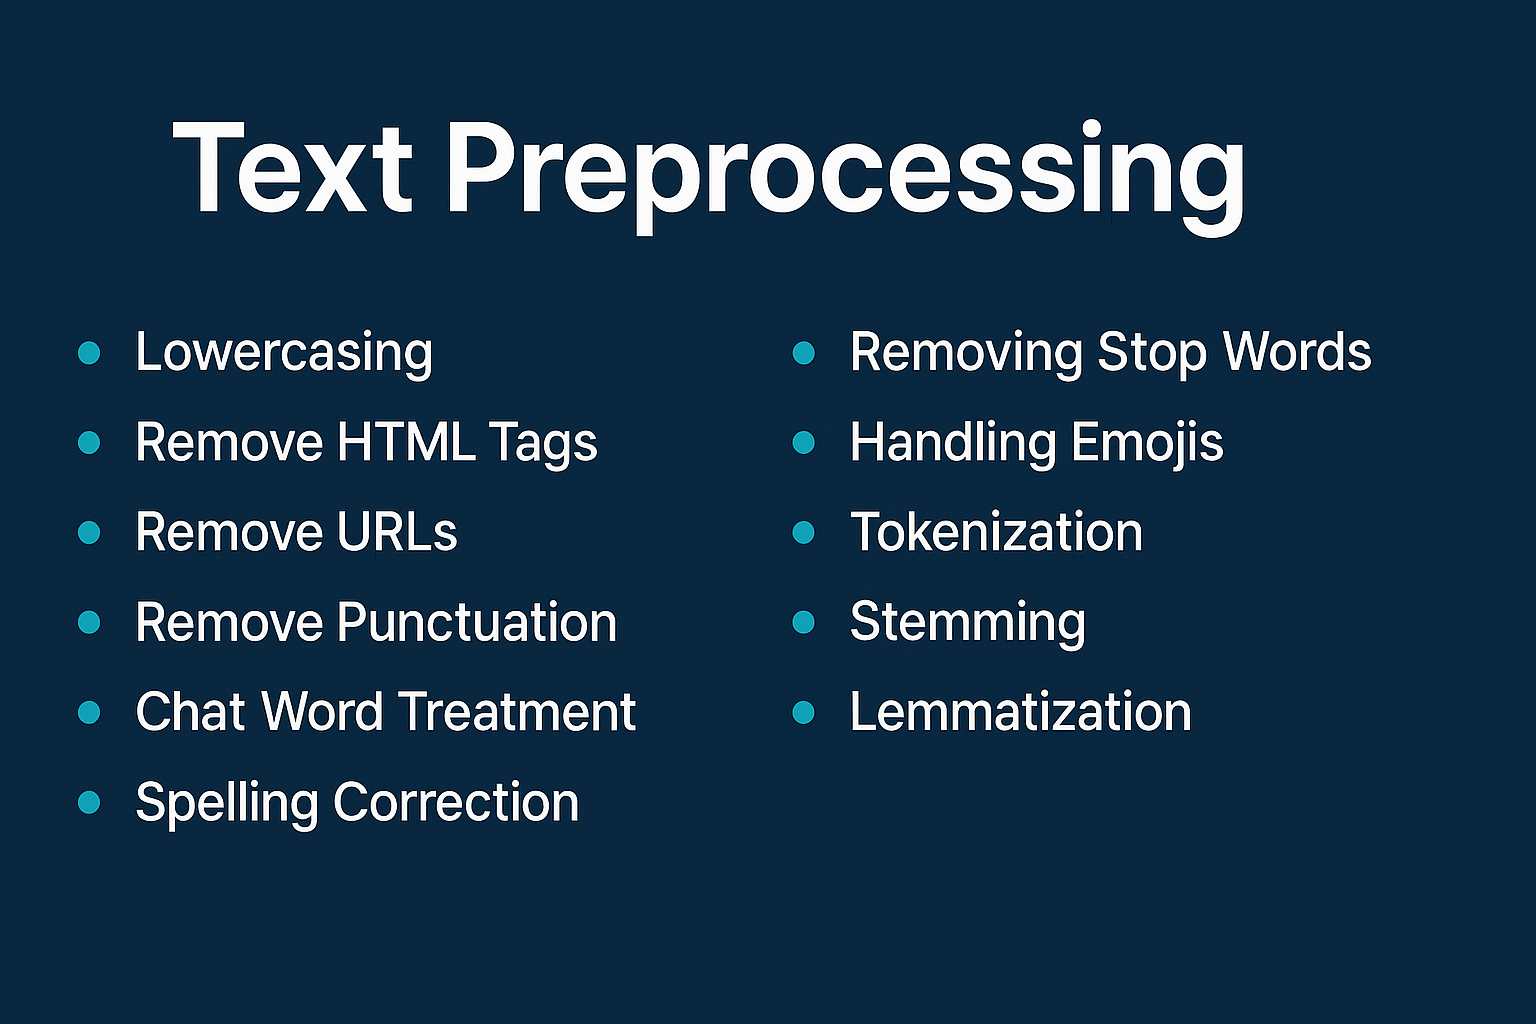 Text Preprocessing
Lowercasing
Remove HTML Tags
Remove URLs
Remove Punctuation
Chat Word Treatment
Spelling Correction
Removing Stop Words
Handling Emojis
Tokenization
Stemming
Lemmatization